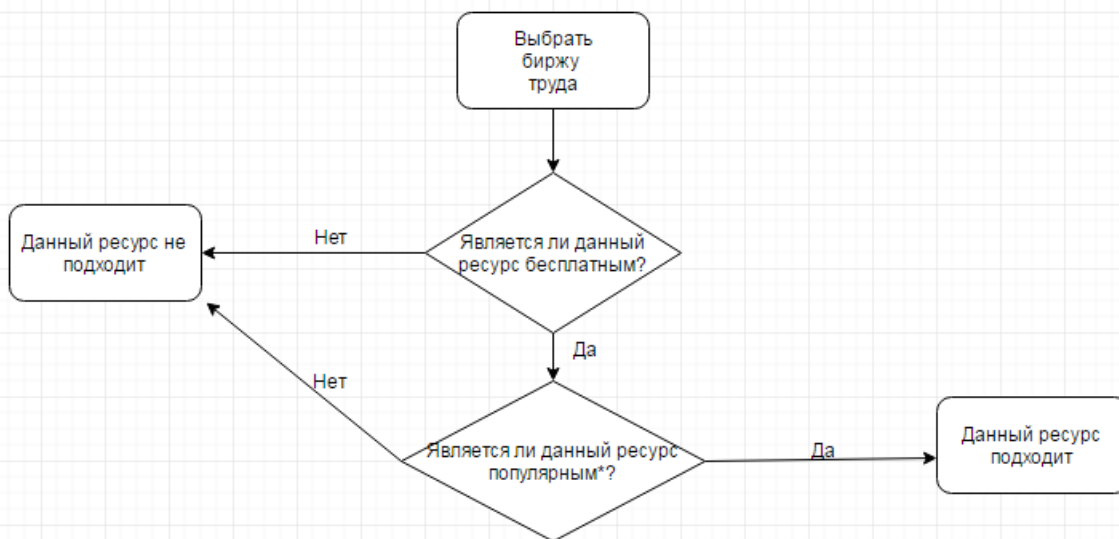 Выбрать
биржу
труда
Данный ресурс не
подходит
Нет
Является ли данный
ресурс бесплатным?
Да
Нет
Является ли данный ресурс
популярным*?
Да
Данный ресурс
подходит